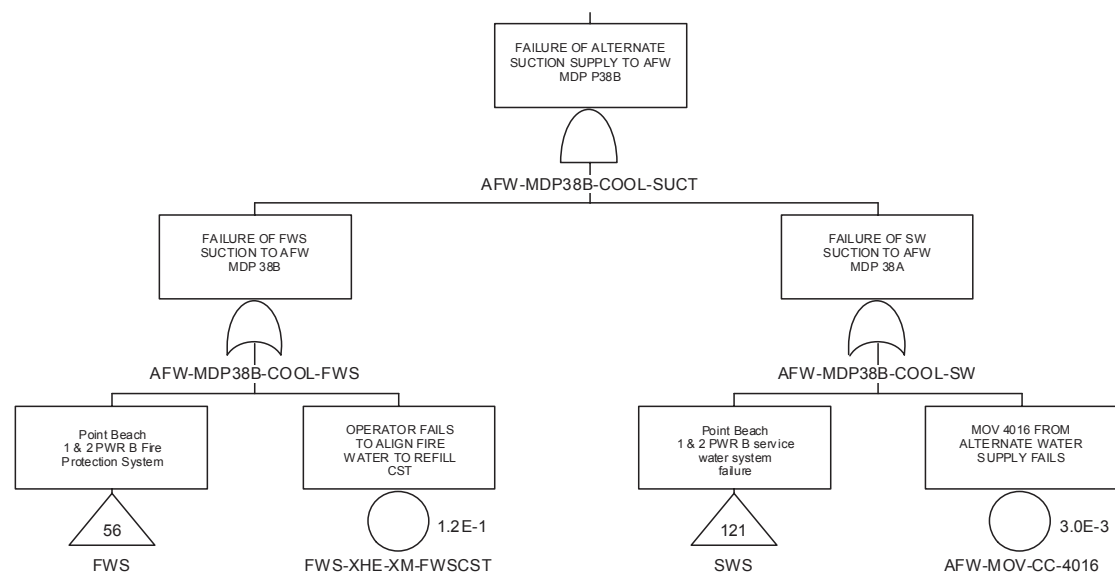 FAILURE OF ALTERNATE
SUCTION SUPPLY TO AFW
MDP P38B
AFW-MDP38B-COOL-SUCT
FAILURE OF FWS
SUCTION TO AFW
MDP 38B
FAILURE OF SW
SUCTION TO AFW
MDP 38A
AFW-MDP38B-COOL-FWS
AFW-MDP38B-COOL-SW
Point Beach
1 & 2 PWR B Fire
Protection System
OPERATOR FAILS
TO ALIGN FIRE
WATER TO REFILL
CST
Point Beach
1 & 2 PWR B service
water system
failure
MOV 4016 FROM
ALTERNATE WATER
SUPPLY FAILS
56
1.2E-1
121
3.0E-3
FWS
FWS-XHE-XM-FWSCST
SWS
AFW-MOV-CC-4016